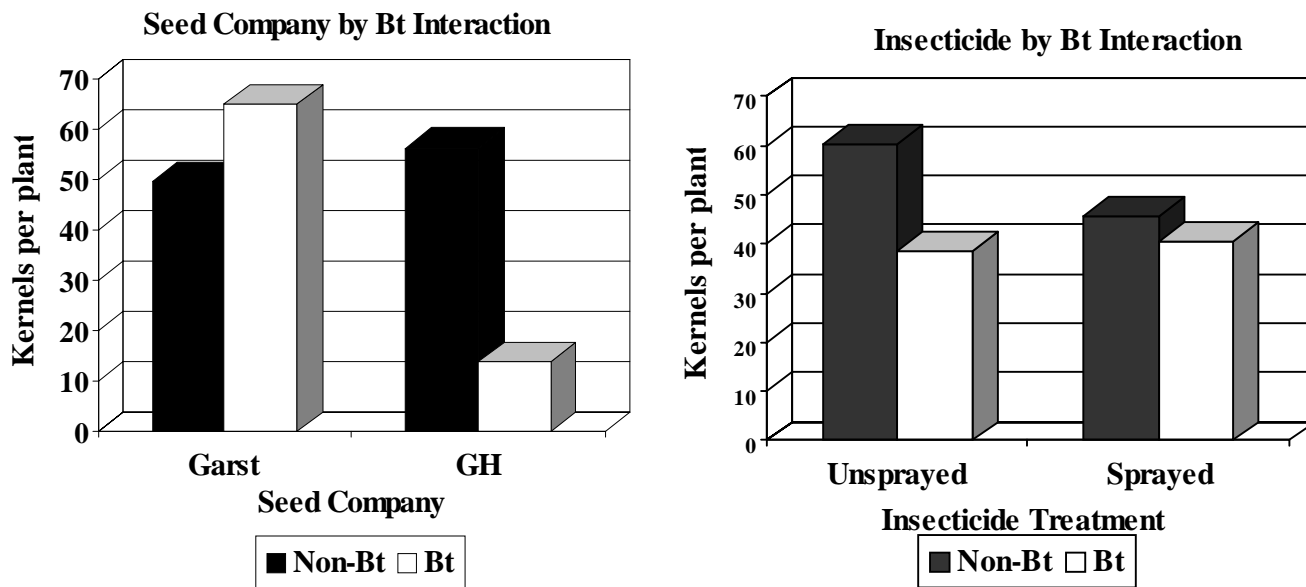 Seed Company by Bt Interaction
Kernels per plant
70
60
50
40
30
20
10
0
Garst GH
Seed Company
Non-Bt Bt
Insecticide by Bt Interaction
Kernels per plant
70
60
50
40
30
20
10
0
Unsprayed Sprayed
Insecticide Treatment
Non-Bt Bt